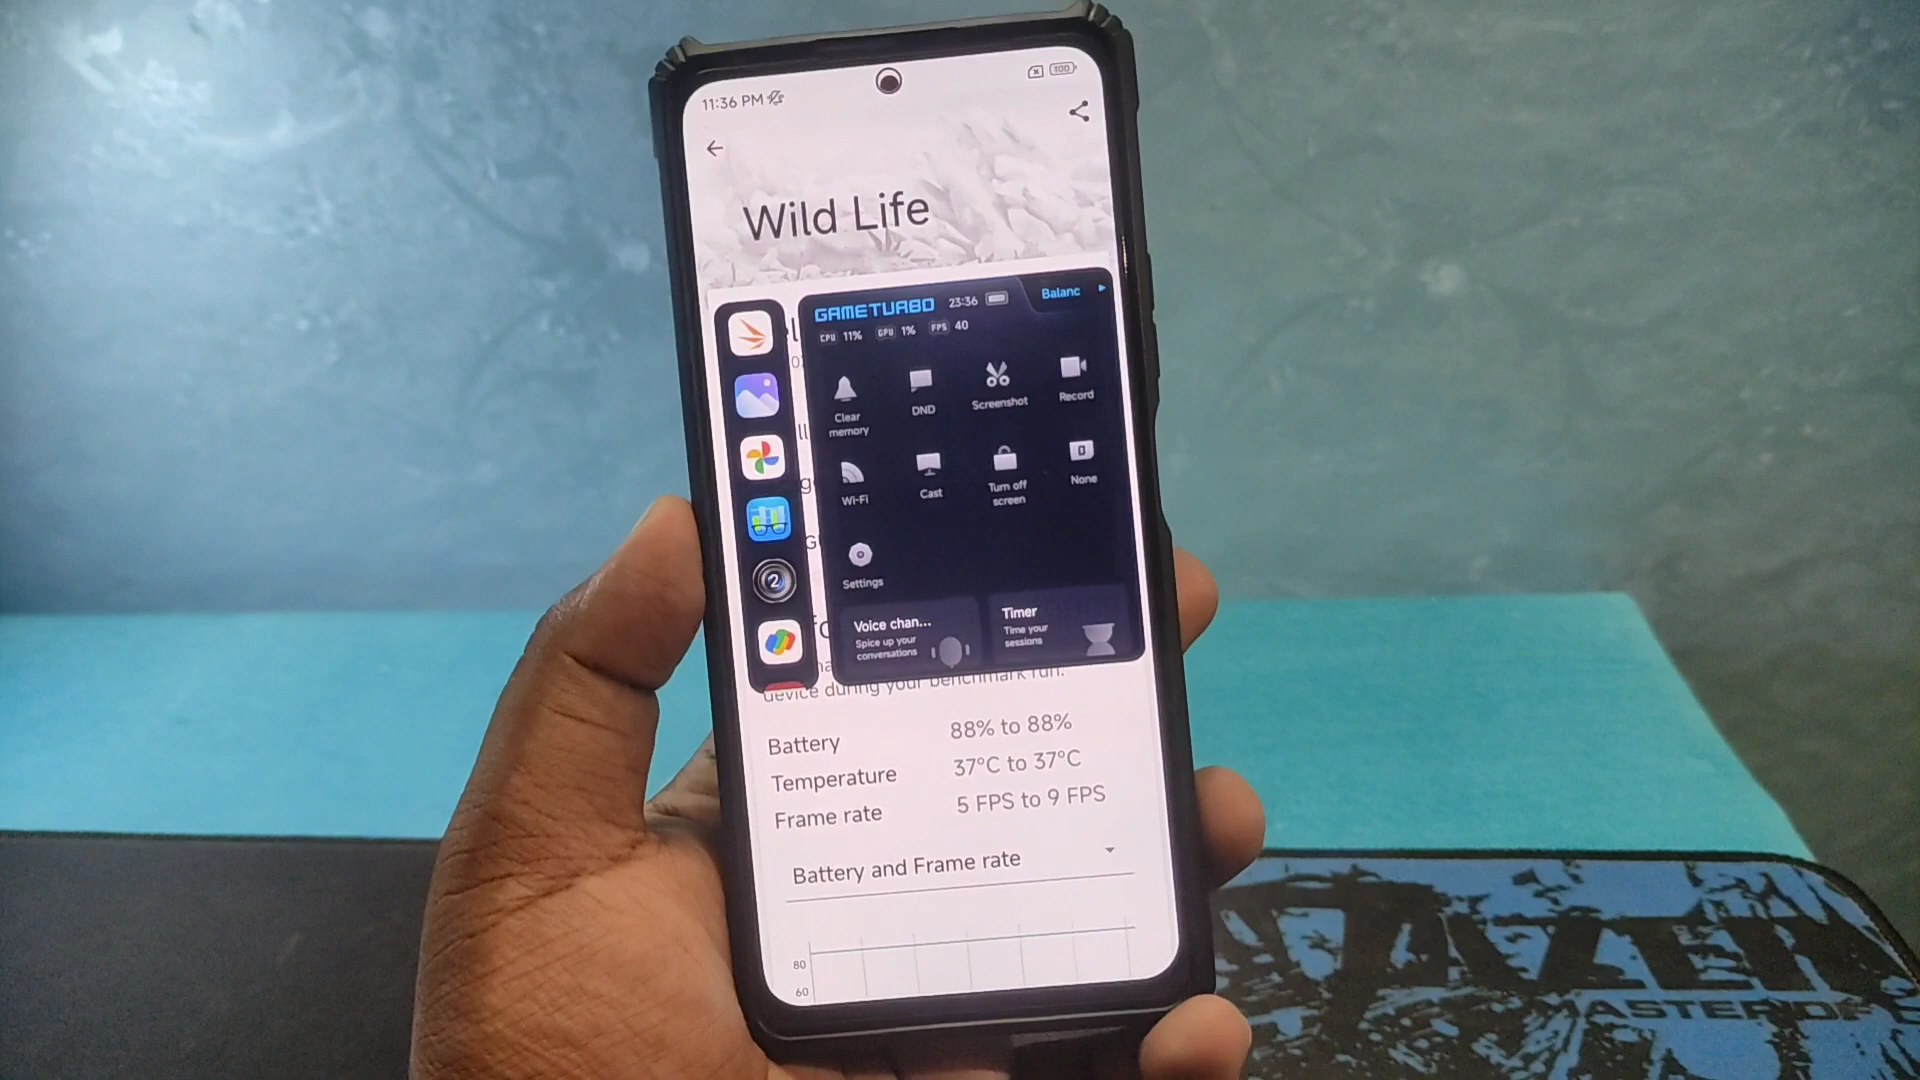 11:36 PM
100
Wild Life
GAMETURBO 23:36 Balanc
CPU 11% GPU 1% FPS 40
Clear memory
DND
Screenshot
Record
Wi-Fi
Cast
Turn off screen
None
Settings
Voice chan...
Spice up your
conversations
Timer
Time your
sessions
2
device during your benchmark run.
Battery 88% to 88%
Temperature 37°C to 37°C
Frame rate 5 FPS to 9 FPS
Battery and Frame rate
80
60